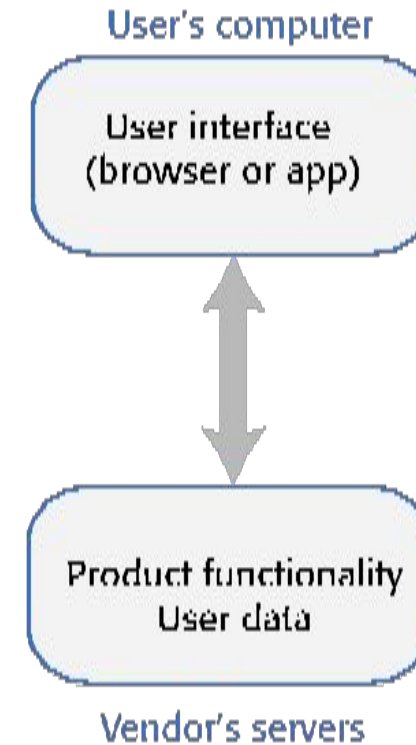 User's computer
User interface
(browser or app)
Product functionality
User data
Vendor's servers